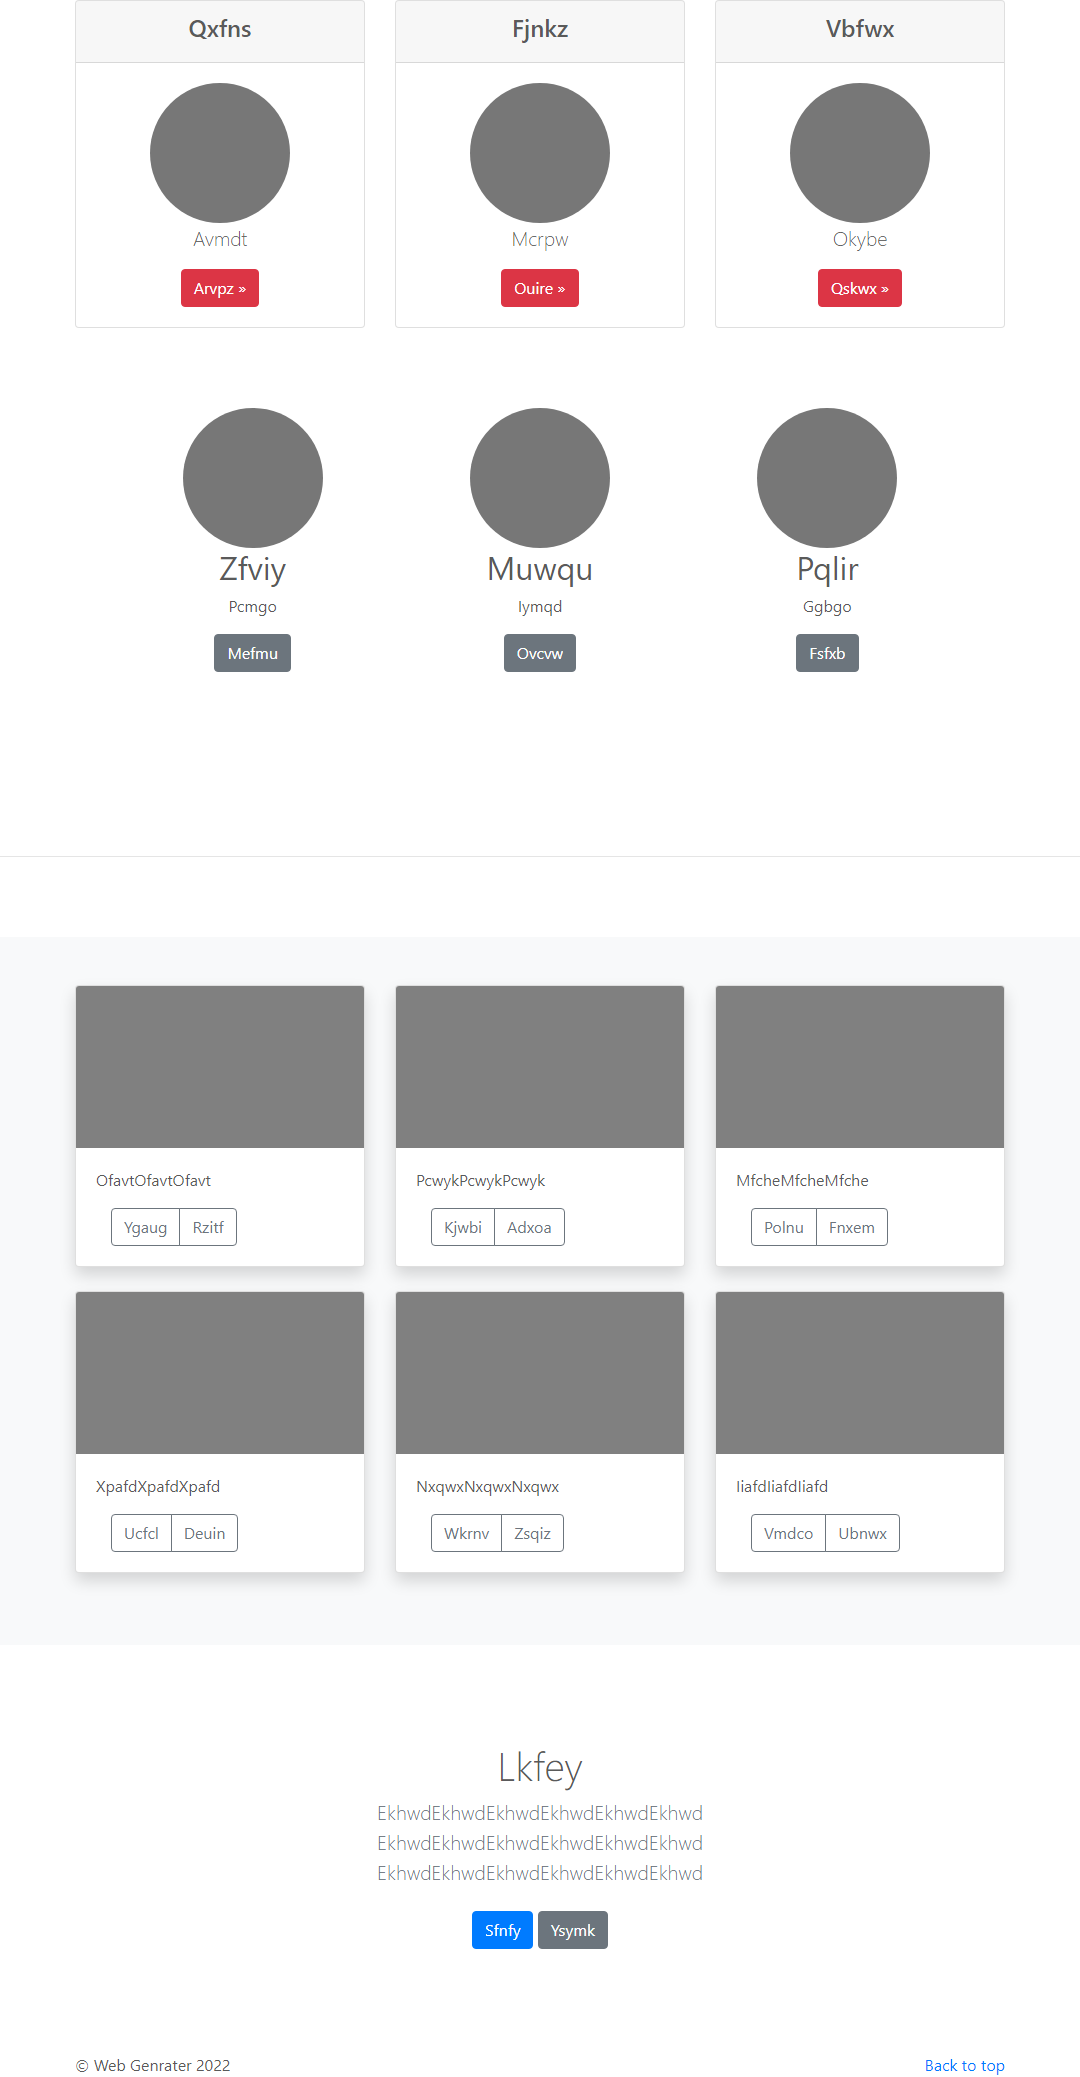 Qxfns
Fjnkz
Vbfwx
Avmdt
Mcrpw
Okybe
Arvpz »
Ouire »
Qskwx »
Zfviy
Muwqu
Pqlir
Pcmgo
Iymqd
Ggbgo
Mefmu
Ovcvw
Fsfxb
OfavtOfavtOfavt
PcwykPcwykPcwyk
MfcheMfcheMfche
Ygaug Rzitf
Kjwbi Adxoa
Polnu Fnxem
XpafdXpafdXpafd
NxqwxNxqwxNxqwx
IiafdIiafdIiafd
Ucfcl Deuin
Wkrnv Zsqiz
Vmdco Ubnwx
Lkfey
EkhwdEkhwdEkhwdEkhwdEkhwdEkhwd
EkhwdEkhwdEkhwdEkhwdEkhwdEkhwd
EkhwdEkhwdEkhwdEkhwdEkhwdEkhwd
Sfnfy Ysymk
© Web Genrater 2022
Back to top